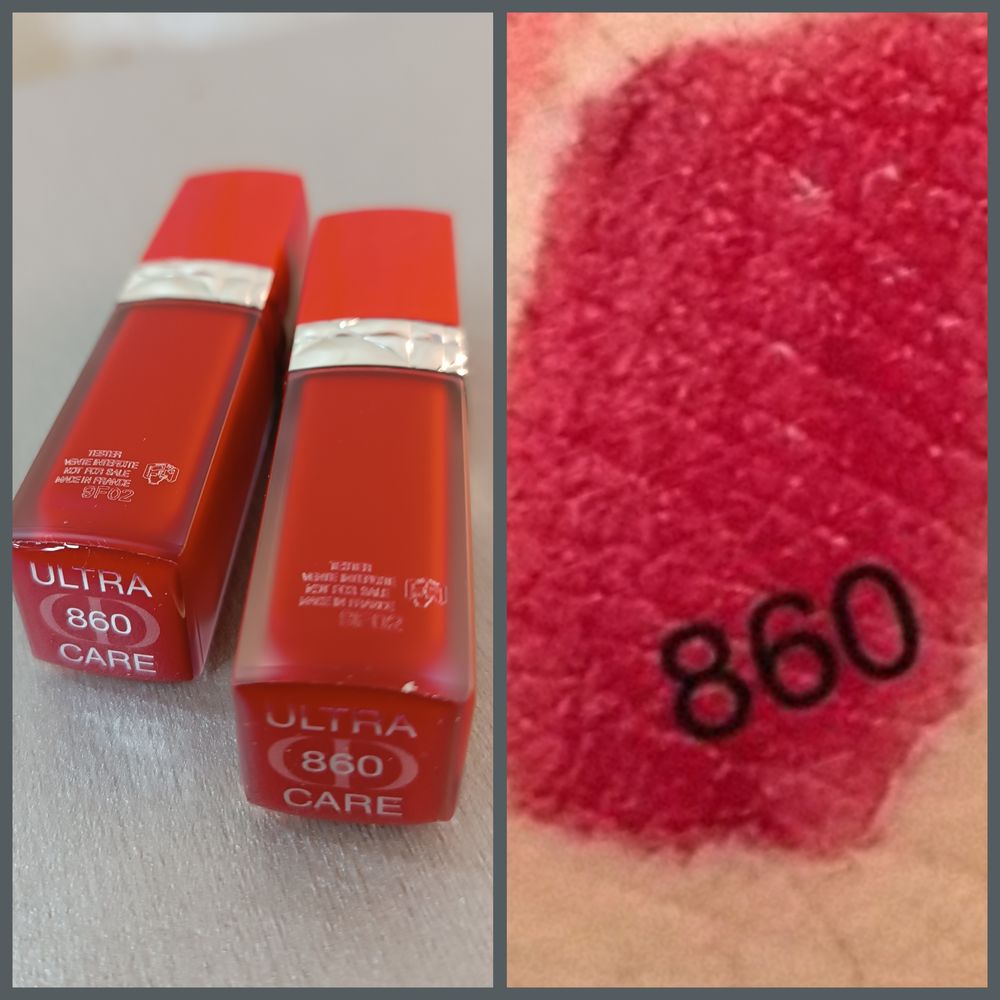 TESTER
VENTE INTERDITE
NOT FOR SALE
MADE IN FRANCE
9F02
ULTRA
860
CARE
TESTER
VENTE INTERDITE
NOT FOR SALE
MADE IN FRANCE
ULTRA
860
CARE
860